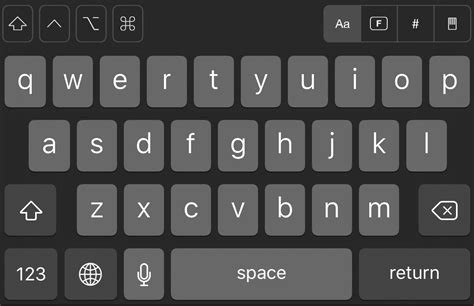 ⇧ ^ ⌥ ⌘ Aa F #
q w e r t y u i o p
a s d f g h j k l
z x c v b n m
123 space return